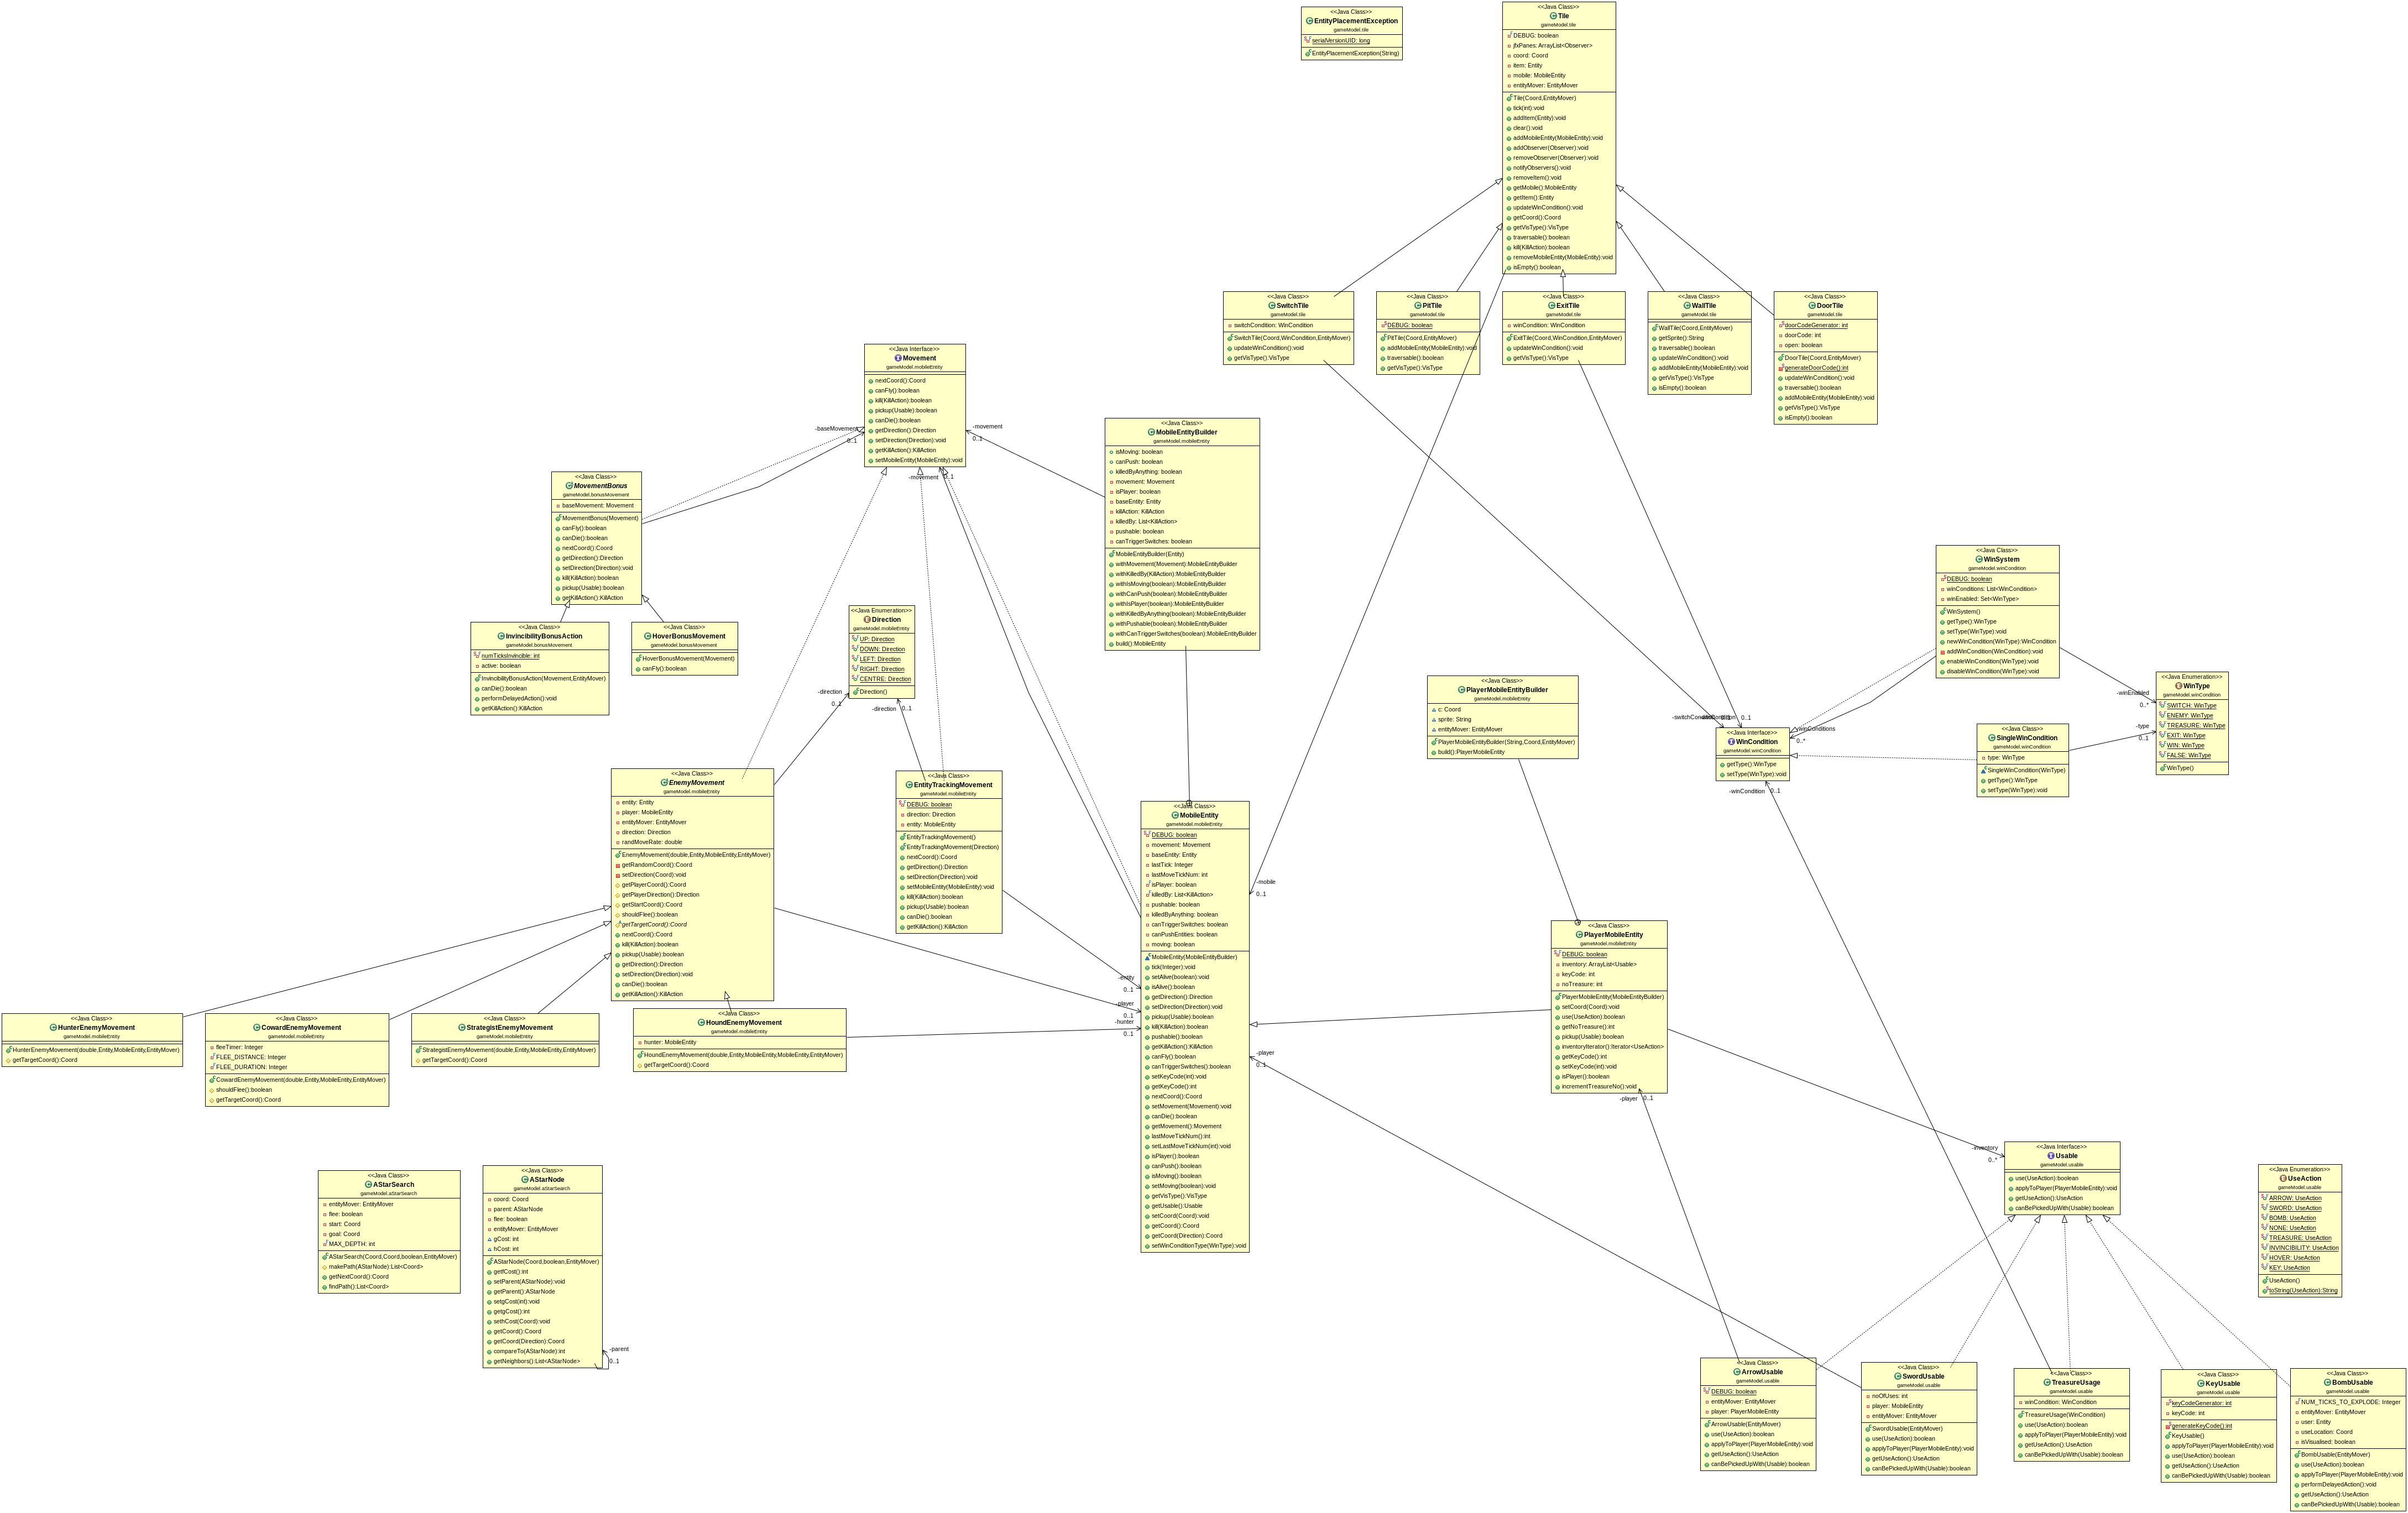 <<Java Class>>
EntityPlacementException
gameModel.tile
serialVersionUID: long
EntityPlacementException(String)
<<Java Class>>
Tile
gameModel.tile
DEBUG: boolean
jfxPanes: ArrayList<Observer>
coord: Coord
item: Entity
mobile: MobileEntity
entityMover: EntityMover
Tile(Coord,EntityMover)
tick(int):void
addItem(Entity):void
clear():void
addMobileEntity(MobileEntity):void
addObserver(Observer):void
removeObserver(Observer):void
notifyObservers():void
removeItem():void
getMobile():MobileEntity
getItem():Entity
updateWinCondition():void
getCoord():Coord
getVisType():VisType
traversable():boolean
kill(KillAction):boolean
removeMobileEntity(MobileEntity):void
isEmpty():boolean
<<Java Class>>
SwitchTile
gameModel.tile
switchCondition: WinCondition
SwitchTile(Coord,WinCondition,EntityMover)
updateWinCondition():void
getVisType():VisType
<<Java Class>>
PitTile
gameModel.tile
DEBUG: boolean
PitTile(Coord,EntityMover)
addMobileEntity(MobileEntity):void
traversable():boolean
getVisType():VisType
<<Java Class>>
ExitTile
gameModel.tile
winCondition: WinCondition
ExitTile(Coord,WinCondition,EntityMover)
updateWinCondition():void
getVisType():VisType
<<Java Class>>
WallTile
gameModel.tile
WallTile(Coord,EntityMover)
getSprite():String
traversable():boolean
updateWinCondition():void
addMobileEntity(MobileEntity):void
getVisType():VisType
isEmpty():boolean
<<Java Class>>
DoorTile
gameModel.tile
doorCodeGenerator: int
doorCode: int
open: boolean
DoorTile(Coord,EntityMover)
generateDoorCode():int
updateWinCondition():void
traversable():boolean
addMobileEntity(MobileEntity):void
getVisType():VisType
isEmpty():boolean
<<Java Interface>>
Movement
gameModel.mobileEntity
nextCoord():Coord
canFly():boolean
kill(KillAction):boolean
pickup(Usable):boolean
canDie():boolean
getDirection():Direction
setDirection(Direction):void
getKillAction():KillAction
setMobileEntity(MobileEntity):void
-baseMovement
0..1
-movement
0..1
-movement
0..1
<<Java Class>>
MobileEntityBuilder
gameModel.mobileEntity
isMoving: boolean
canPush: boolean
killedByAnything: boolean
movement: Movement
isPlayer: boolean
baseEntity: Entity
killAction: KillAction
killedBy: List<KillAction>
pushable: boolean
canTriggerSwitches: boolean
MobileEntityBuilder(Entity)
withMovement(Movement):MobileEntityBuilder
withKilledBy(KillAction):MobileEntityBuilder
withIsMoving(boolean):MobileEntityBuilder
withCanPush(boolean):MobileEntityBuilder
withIsPlayer(boolean):MobileEntityBuilder
withKilledByAnything(boolean):MobileEntityBuilder
withPushable(boolean):MobileEntityBuilder
withCanTriggerSwitches(boolean):MobileEntityBuilder
build():MobileEntity
<<Java Class>>
MovementBonus
gameModel.bonusMovement
baseMovement: Movement
MovementBonus(Movement)
canFly():boolean
canDie():boolean
nextCoord():Coord
getDirection():Direction
setDirection(Direction):void
kill(KillAction):boolean
pickup(Usable):boolean
getKillAction():KillAction
<<Java Class>>
InvincibilityBonusAction
gameModel.bonusMovement
numTicksInvincible: int
active: boolean
InvincibilityBonusAction(Movement,EntityMover)
canDie():boolean
performDelayedAction():void
getKillAction():KillAction
<<Java Class>>
HoverBonusMovement
gameModel.bonusMovement
HoverBonusMovement(Movement)
canFly():boolean
<<Java Enumeration>>
Direction
gameModel.mobileEntity
UP: Direction
DOWN: Direction
LEFT: Direction
RIGHT: Direction
CENTRE: Direction
Direction()
-direction
0..1
-direction
0..1
<<Java Class>>
WinSystem
gameModel.winCondition
DEBUG: boolean
winConditions: List<WinCondition>
winEnabled: Set<WinType>
WinSystem()
getType():WinType
setType(WinType):void
newWinCondition(WinType):WinCondition
addWinCondition(WinCondition):void
enableWinCondition(WinType):void
disableWinCondition(WinType):void
<<Java Enumeration>>
WinType
gameModel.winCondition
SWITCH: WinType
ENEMY: WinType
TREASURE: WinType
EXIT: WinType
WIN: WinType
FALSE: WinType
WinType()
-winEnabled
0..*
-type
0..1
<<Java Class>>
PlayerMobileEntityBuilder
gameModel.mobileEntity
c: Coord
sprite: String
entityMover: EntityMover
PlayerMobileEntityBuilder(String,Coord,EntityMover)
build():PlayerMobileEntity
0..1
-winConditions
0..*
<<Java Interface>>
WinCondition
gameModel.winCondition
getType():WinType
setType(WinType):void
-winCondition
0..1
<<Java Class>>
SingleWinCondition
gameModel.winCondition
type: WinType
SingleWinCondition(WinType)
getType():WinType
setType(WinType):void
<<Java Class>>
EnemyMovement
gameModel.mobileEntity
entity: Entity
player: MobileEntity
entityMover: EntityMover
direction: Direction
randMoveRate: double
EnemyMovement(double,Entity,MobileEntity,EntityMover)
getRandomCoord():Coord
setDirection(Coord):void
getPlayerCoord():Coord
getPlayerDirection():Direction
getStartCoord():Coord
shouldFlee():boolean
getTargetCoord():Coord
nextCoord():Coord
kill(KillAction):boolean
pickup(Usable):boolean
getDirection():Direction
setDirection(Direction):void
canDie():boolean
getKillAction():KillAction
<<Java Class>>
EntityTrackingMovement
gameModel.mobileEntity
DEBUG: boolean
direction: Direction
entity: MobileEntity
EntityTrackingMovement()
EntityTrackingMovement(Direction)
nextCoord():Coord
getDirection():Direction
setDirection(Direction):void
setMobileEntity(MobileEntity):void
kill(KillAction):boolean
pickup(Usable):boolean
canDie():boolean
getKillAction():KillAction
<<Java Class>>
MobileEntity
gameModel.mobileEntity
DEBUG: boolean
movement: Movement
baseEntity: Entity
lastTick: Integer
lastMoveTickNum: int
isPlayer: boolean
killedBy: List<KillAction>
pushable: boolean
killedByAnything: boolean
canTriggerSwitches: boolean
canPushEntities: boolean
moving: boolean
MobileEntity(MobileEntityBuilder)
tick(Integer):void
setAlive(boolean):void
isAlive():boolean
getDirection():Direction
setDirection(Direction):void
pickup(Usable):boolean
kill(KillAction):boolean
pushable():boolean
getKillAction():KillAction
canFly():boolean
canTriggerSwitches():boolean
setKeyCode(int):void
getKeyCode():int
nextCoord():Coord
setMovement(Movement):void
canDie():boolean
getMovement():Movement
lastMoveTickNum():int
setLastMoveTickNum(int):void
isPlayer():boolean
canPush():boolean
isMoving():boolean
setMoving(boolean):void
getVisType():VisType
getUsable():Usable
setCoord(Coord):void
getCoord():Coord
getCoord(Direction):Coord
setWinConditionType(WinType):void
-mobile
0..1
-entity
0..1
-player
0..1
-hunter
0..1
-player
0..1
<<Java Class>>
PlayerMobileEntity
gameModel.mobileEntity
DEBUG: boolean
inventory: ArrayList<Usable>
keyCode: int
noTreasure: int
PlayerMobileEntity(MobileEntityBuilder)
setCoord(Coord):void
use(UseAction):boolean
getNoTreasure():int
pickup(Usable):boolean
inventoryIterator():Iterator<UseAction>
getKeyCode():int
setKeyCode(int):void
isPlayer():boolean
incrementTreasureNo():void
-player
0..1
<<Java Class>>
HunterEnemyMovement
gameModel.mobileEntity
HunterEnemyMovement(double,Entity,MobileEntity,EntityMover)
getTargetCoord():Coord
<<Java Class>>
CowardEnemyMovement
gameModel.mobileEntity
fleeTimer: Integer
FLEE_DISTANCE: Integer
FLEE_DURATION: Integer
CowardEnemyMovement(double,Entity,MobileEntity,EntityMover)
shouldFlee():boolean
getTargetCoord():Coord
<<Java Class>>
StrategistEnemyMovement
gameModel.mobileEntity
StrategistEnemyMovement(double,Entity,MobileEntity,EntityMover)
getTargetCoord():Coord
<<Java Class>>
HoundEnemyMovement
gameModel.mobileEntity
hunter: MobileEntity
HoundEnemyMovement(double,Entity,MobileEntity,MobileEntity,EntityMover)
getTargetCoord():Coord
<<Java Class>>
AStarSearch
gameModel.aStarSearch
entityMover: EntityMover
flee: boolean
start: Coord
goal: Coord
MAX_DEPTH: int
AStarSearch(Coord,Coord,boolean,EntityMover)
makePath(AStarNode):List<Coord>
getNextCoord():Coord
findPath():List<Coord>
<<Java Class>>
AStarNode
gameModel.aStarSearch
coord: Coord
parent: AStarNode
flee: boolean
entityMover: EntityMover
gCost: int
hCost: int
AStarNode(Coord,boolean,EntityMover)
getfCost():int
setParent(AStarNode):void
getParent():AStarNode
setgCost(int):void
getgCost():int
sethCost(Coord):void
getCoord():Coord
getCoord(Direction):Coord
compareTo(AStarNode):int
getNeighbors():List<AStarNode>
-parent
0..1
-inventory
0..*
<<Java Interface>>
Usable
gameModel.usable
use(UseAction):boolean
applyToPlayer(PlayerMobileEntity):void
getUseAction():UseAction
canBePickedUpWith(Usable):boolean
<<Java Enumeration>>
UseAction
gameModel.usable
ARROW: UseAction
SWORD: UseAction
BOMB: UseAction
NONE: UseAction
TREASURE: UseAction
INVINCIBILITY: UseAction
HOVER: UseAction
KEY: UseAction
UseAction()
toString(UseAction):String
<<Java Class>>
ArrowUsable
gameModel.usable
DEBUG: boolean
entityMover: EntityMover
player: PlayerMobileEntity
ArrowUsable(EntityMover)
use(UseAction):boolean
applyToPlayer(PlayerMobileEntity):void
getUseAction():UseAction
canBePickedUpWith(Usable):boolean
<<Java Class>>
SwordUsable
gameModel.usable
noOfUses: int
player: MobileEntity
entityMover: EntityMover
SwordUsable(EntityMover)
use(UseAction):boolean
applyToPlayer(PlayerMobileEntity):void
getUseAction():UseAction
canBePickedUpWith(Usable):boolean
<<Java Class>>
TreasureUsage
gameModel.usable
winCondition: WinCondition
TreasureUsage(WinCondition)
use(UseAction):boolean
applyToPlayer(PlayerMobileEntity):void
getUseAction():UseAction
canBePickedUpWith(Usable):boolean
<<Java Class>>
KeyUsable
gameModel.usable
keyCodeGenerator: int
keyCode: int
generateKeyCode():int
KeyUsable()
applyToPlayer(PlayerMobileEntity):void
use(UseAction):boolean
getUseAction():UseAction
canBePickedUpWith(Usable):boolean
<<Java Class>>
BombUsable
gameModel.usable
NUM_TICKS_TO_EXPLODE: Integer
entityMover: EntityMover
user: Entity
useLocation: Coord
isVisualised: boolean
BombUsable(EntityMover)
use(UseAction):boolean
applyToPlayer(PlayerMobileEntity):void
performDelayedAction():void
getUseAction():UseAction
canBePickedUpWith(Usable):boolean